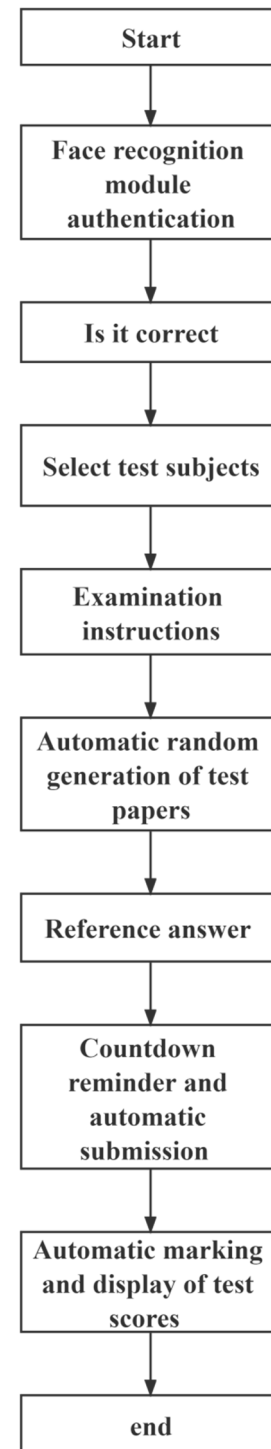 Start
Face recognition
module
authentication
Is it correct
Select test subjects
Examination
instructions
Automatic random
generation of test
papers
Reference answer
Countdown
reminder and
automatic
submission
Automatic marking
and display of test
scores
end